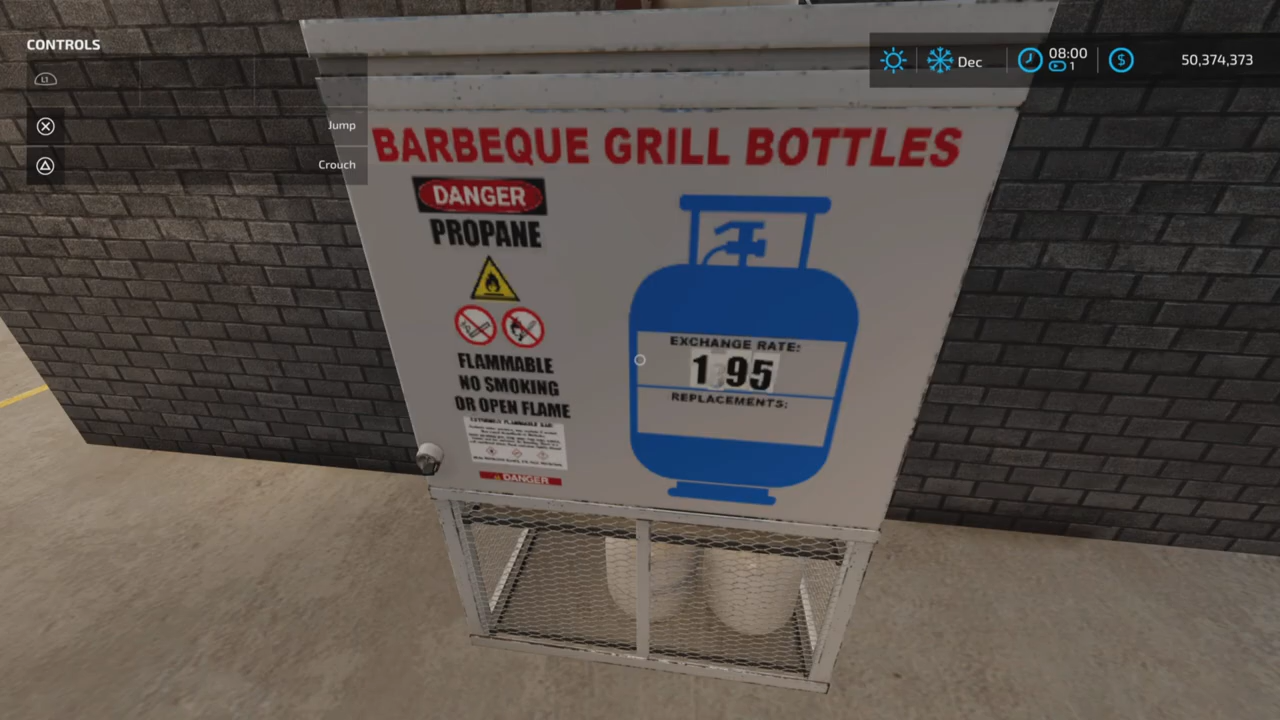 CONTROLS
L1
Jump
Crouch
Dec
08:00
1
$
50,374,373
BARBEQUE GRILL BOTTLES
DANGER
PROPANE
FLAMMABLE
NO SMOKING
OR OPEN FLAME
DANGER
EXCHANGE RATE:
1 95
REPLACEMENTS: